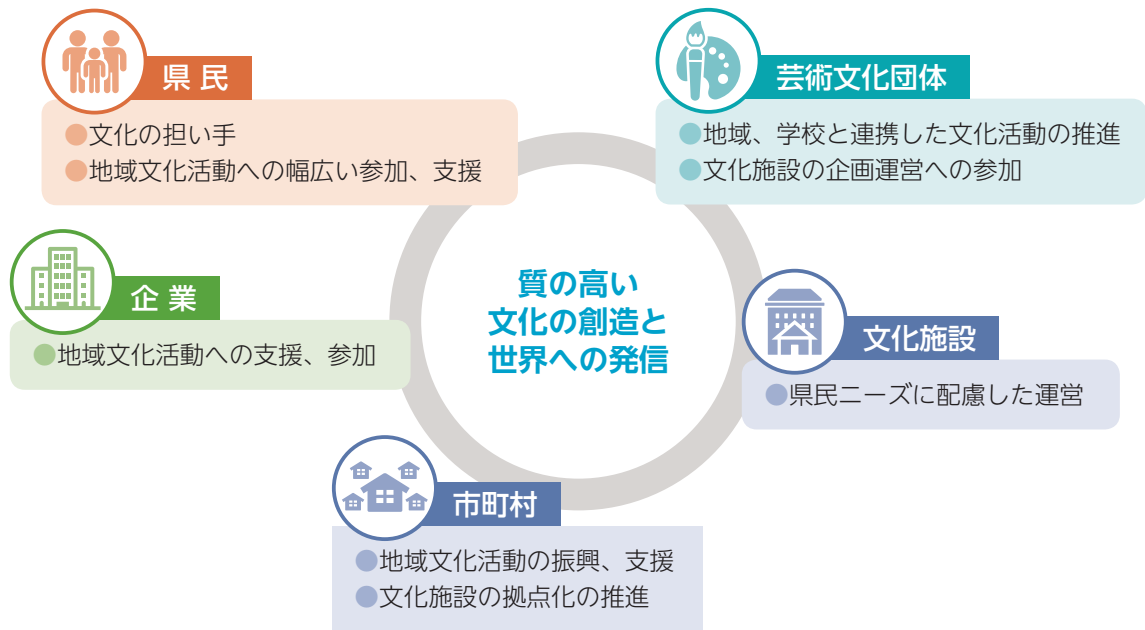 県 民
●文化の担い手
●地域文化活動への幅広い参加、支援
芸術文化団体
●地域、学校と連携した文化活動の推進
●文化施設の企画運営への参加
企 業
●地域文化活動への支援、参加
質の高い
文化の創造と
世界への発信
文化施設
●県民ニーズに配慮した運営
市町村
●地域文化活動の振興、支援
●文化施設の拠点化の推進